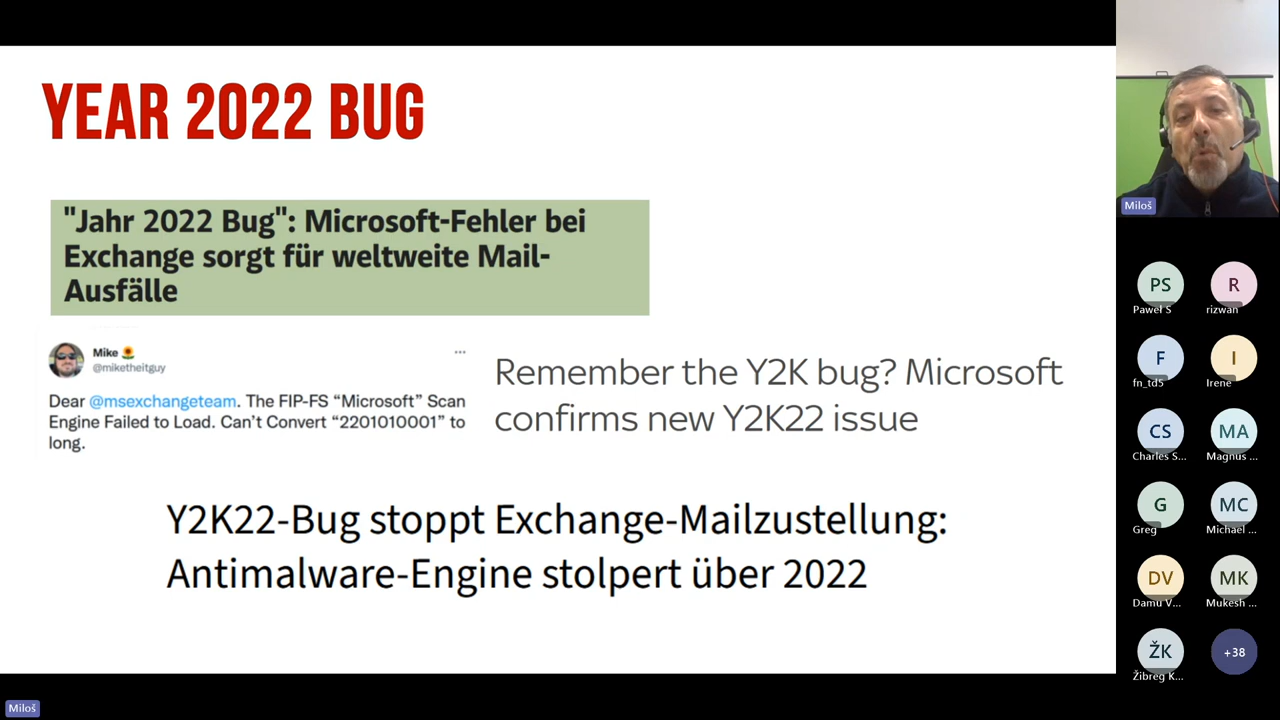 YEAR 2022 BUG
"Jahr 2022 Bug": Microsoft-Fehler bei
Exchange sorgt für weltweite Mail-
Ausfälle
Mike
@miketheitguy
Dear @msexchangeteam. The FIP-FS “Microsoft” Scan
Engine Failed to Load. Can’t Convert “2201010001” to
long.
Remember the Y2K bug? Microsoft
confirms new Y2K22 issue
Y2K22-Bug stoppt Exchange-Mailzustellung:
Antimalware-Engine stolpert über 2022
Miloš
PS
Paweł S
R
rizwan
F
fn_td5
I
Irene
CS
Charles S...
MA
Magnus ...
G
Greg
MC
Michael ...
DV
Damu V...
MK
Mukesh ...
ŽK
Žibreg K...
+38
Miloš